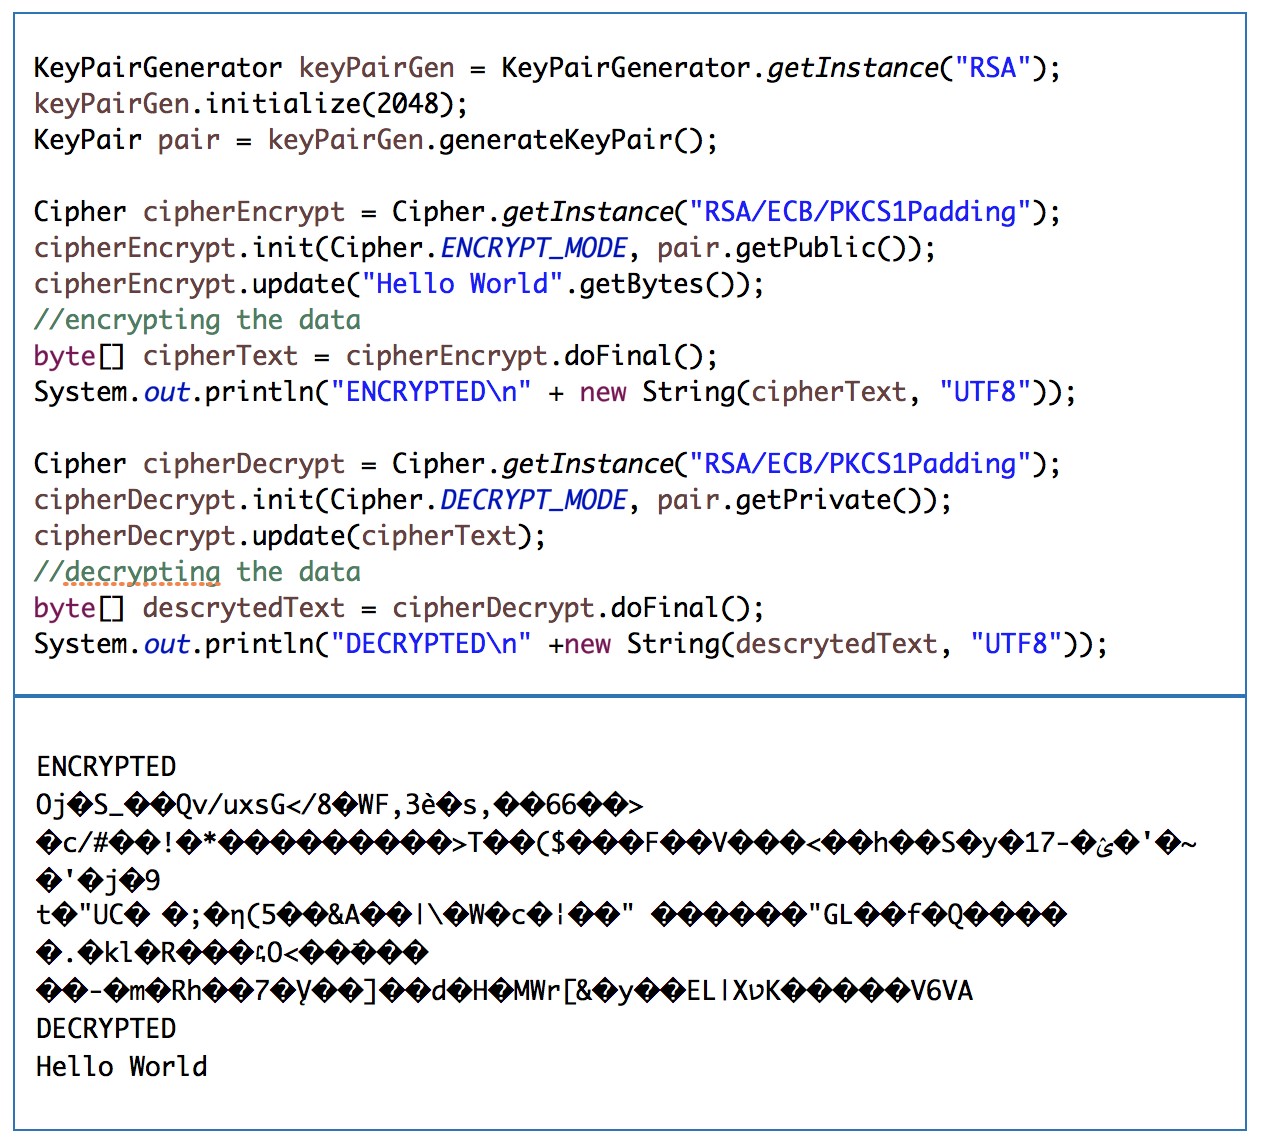 KeyPairGenerator keyPairGen = KeyPairGenerator.getInstance("RSA");
keyPairGen.initialize(2048);
KeyPair pair = keyPairGen.generateKeyPair();
Cipher cipherEncrypt = Cipher.getInstance("RSA/ECB/PKCS1Padding");
cipherEncrypt.init(Cipher.ENCRYPT_MODE, pair.getPublic());
cipherEncrypt.update("Hello World".getBytes());
//encrypting the data
byte[] cipherText = cipherEncrypt.doFinal();
System.out.println("ENCRYPTED\n" + new String(cipherText, "UTF8"));
Cipher cipherDecrypt = Cipher.getInstance("RSA/ECB/PKCS1Padding");
cipherDecrypt.init(Cipher.DECRYPT_MODE, pair.getPrivate());
cipherDecrypt.update(cipherText);
//decrypting the data
byte[] descrytedText = cipherDecrypt.doFinal();
System.out.println("DECRYPTED\n" +new String(descrytedText, "UTF8"));
ENCRYPTED
Oj�S_��Qv/uxsG</8�WF,3è�s,��66��>
�c/#��!�*���������>T��($���F��V���<��h��S�y�17-�ݘ�'�~
�'�j�9
t�"UC� �;�η(5��&A��|\�W�c�¦��" ������"GL��f�Q����
�.�kl�R���O<�����
��-�m�Rh��7�Ỵ��]��d�H�MWr[&�y��EL|XטK�����V6VA
DECRYPTED
Hello World